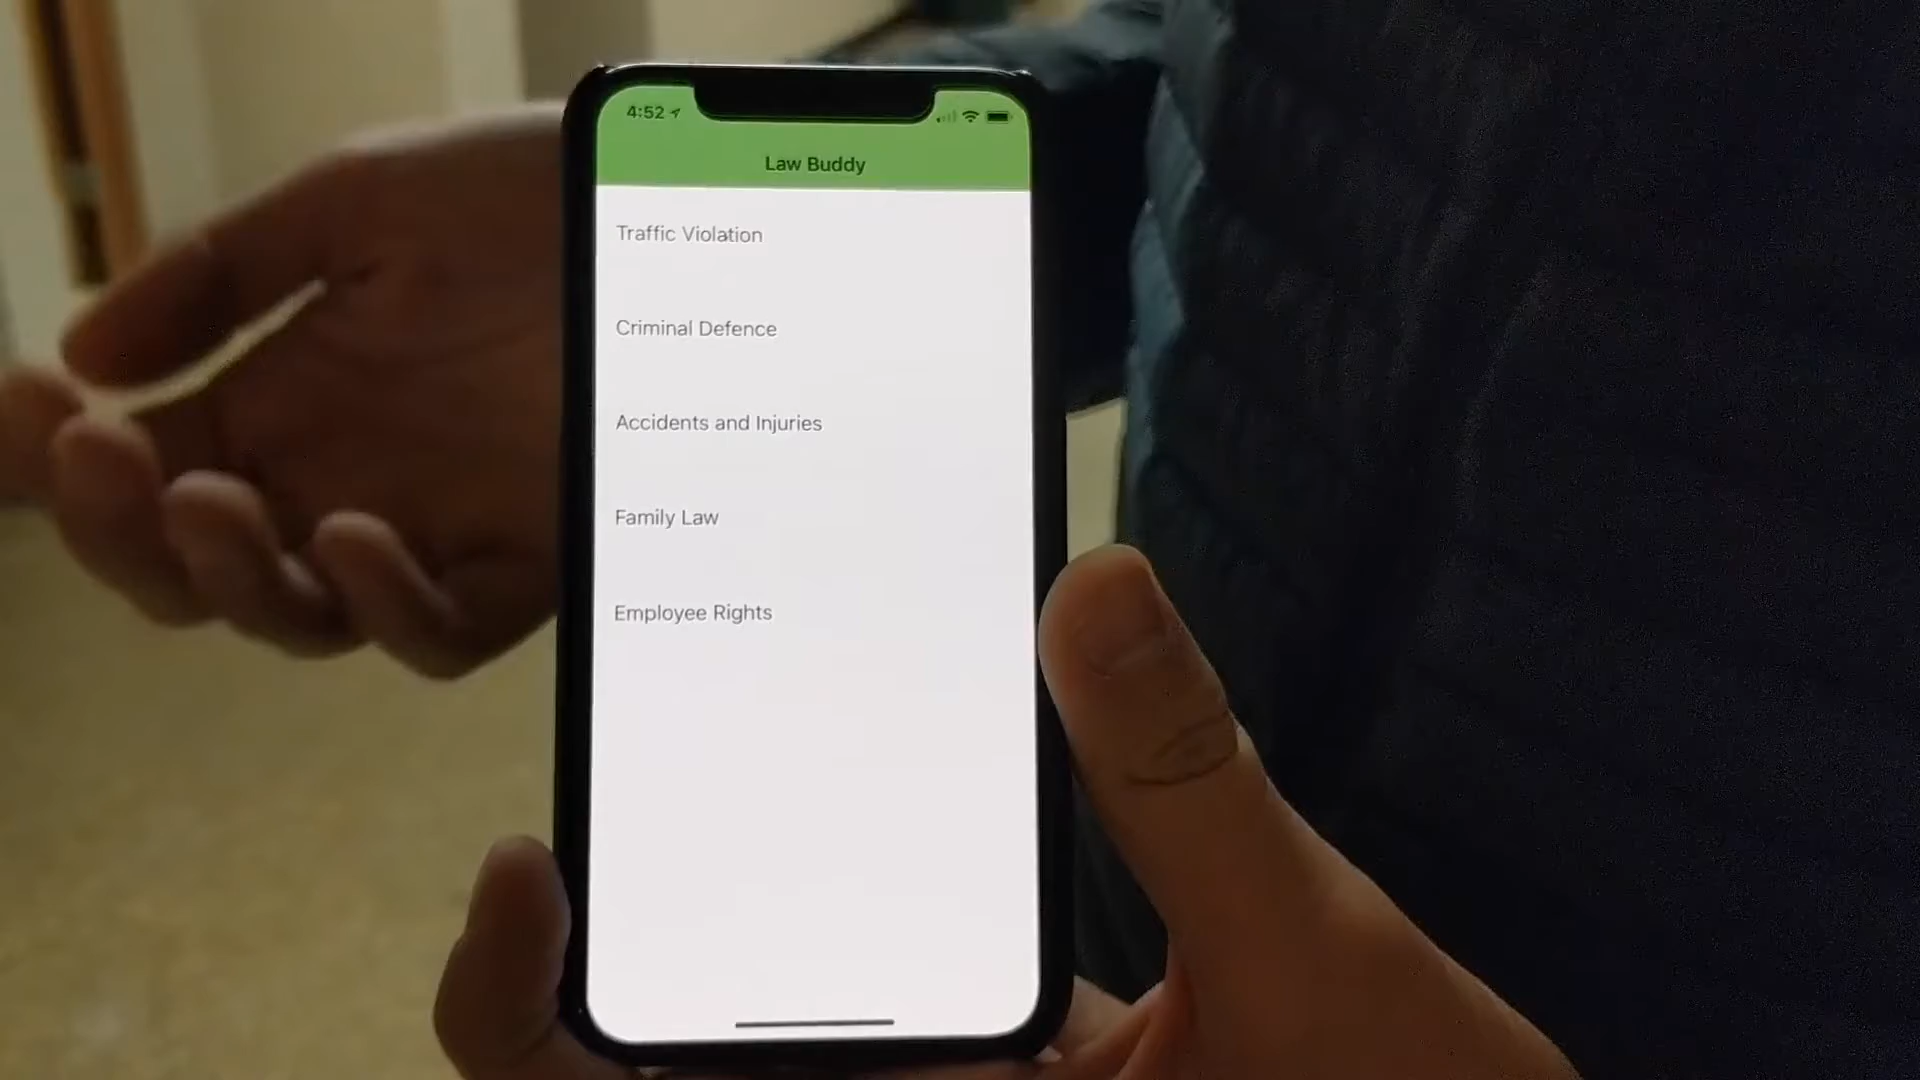 4:52
Law Buddy
Traffic Violation
Criminal Defence
Accidents and Injuries
Family Law
Employee Rights